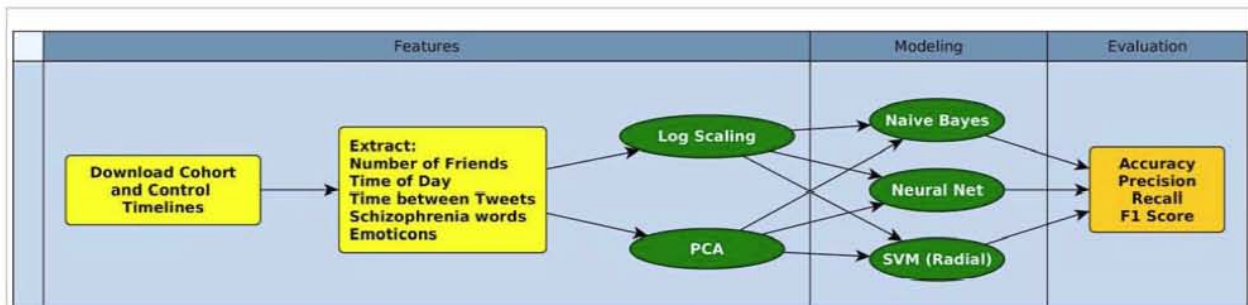 Features
Modeling
Evaluation
Download Cohort
and Control
Timelines
Extract:
Number of Friends
Time of Day
Time between Tweets
Schizophrenia words
Emoticons
Log Scaling
PCA
Naive Bayes
Neural Net
SVM (Radial)
Accuracy
Precision
Recall
F1 Score